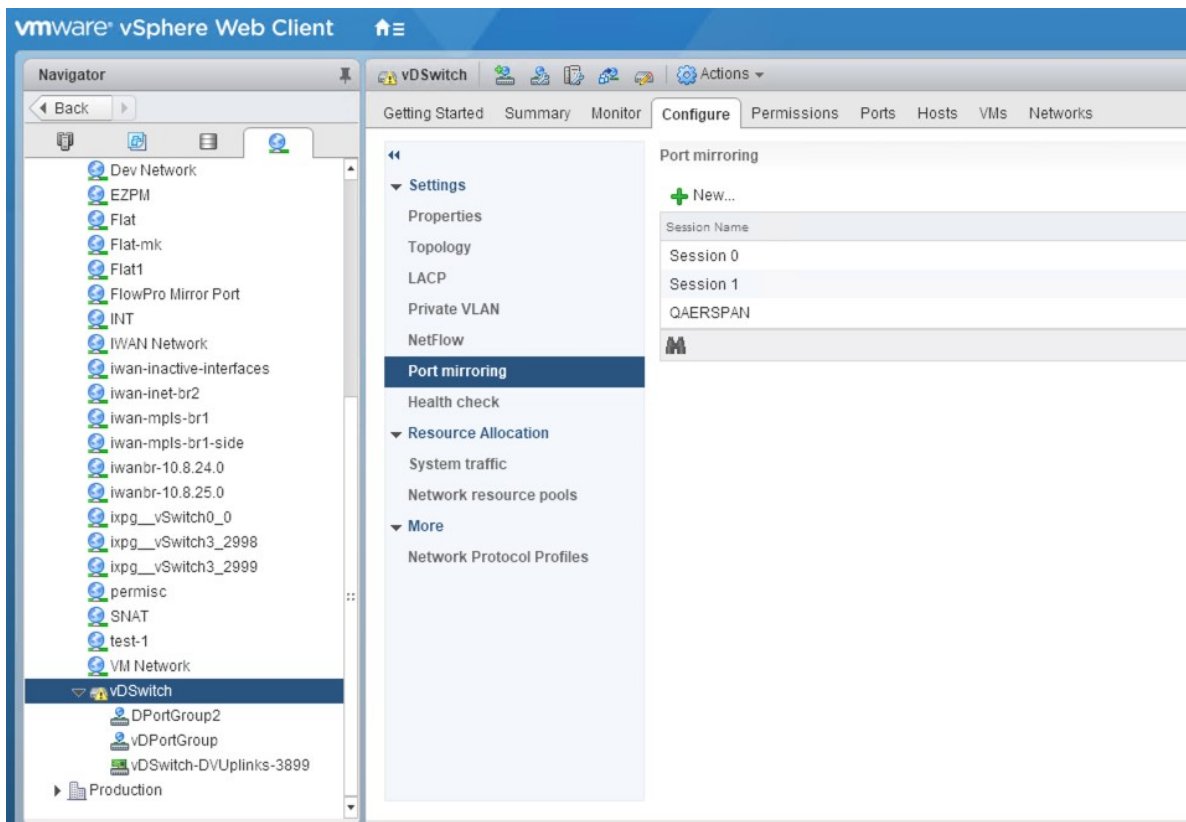 vmware® vSphere Web Client
Navigator
Back
Dev Network
EZPM
Flat
Flat-mk
Flat1
FlowPro Mirror Port
INT
IWAN Network
iwan-inactive-interfaces
iwan-inet-br2
iwan-mpls-br1
iwan-mpls-br1-side
iwanbr-10.8.24.0
iwanbr-10.8.25.0
ixpg__vSwitch0_0
ixpg__vSwitch3_2998
ixpg__vSwitch3_2999
permisc
SNAT
test-1
VM Network
vDSwitch
DPortGroup2
vDPortGroup
vDSwitch-DVUplinks-3899
Production
vDSwitch Actions
Getting Started Summary Monitor Configure Permissions Ports Hosts VMs Networks
Settings
Properties
Topology
LACP
Private VLAN
NetFlow
Port mirroring
Health check
Resource Allocation
System traffic
Network resource pools
More
Network Protocol Profiles
Port mirroring
New...
Session Name
Session 0
Session 1
QAERSPAN